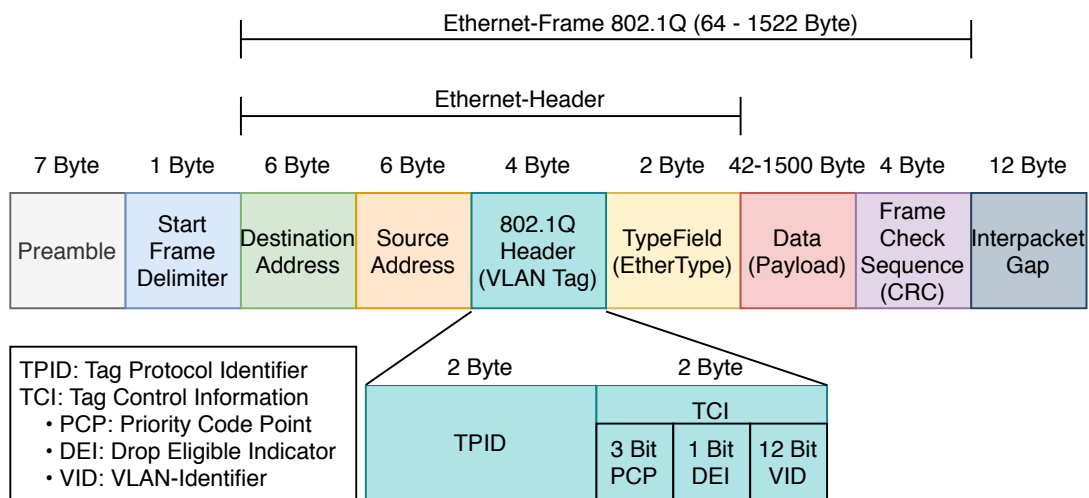 Ethernet-Frame 802.1Q (64 - 1522 Byte)
Ethernet-Header
7 Byte
1 Byte
6 Byte
6 Byte
4 Byte
2 Byte
42-1500 Byte
4 Byte
12 Byte
Preamble
Start
Frame
Delimiter
Destination
Address
Source
Address
802.1Q
Header
(VLAN Tag)
TypeField
(EtherType)
Data
(Payload)
Frame
Check
Sequence
(CRC)
Interpacket
Gap
TPID: Tag Protocol Identifier
TCI: Tag Control Information
• PCP: Priority Code Point
• DEI: Drop Eligible Indicator
• VID: VLAN-Identifier
2 Byte
2 Byte
TPID
TCI
3 Bit
PCP
1 Bit
DEI
12 Bit
VID